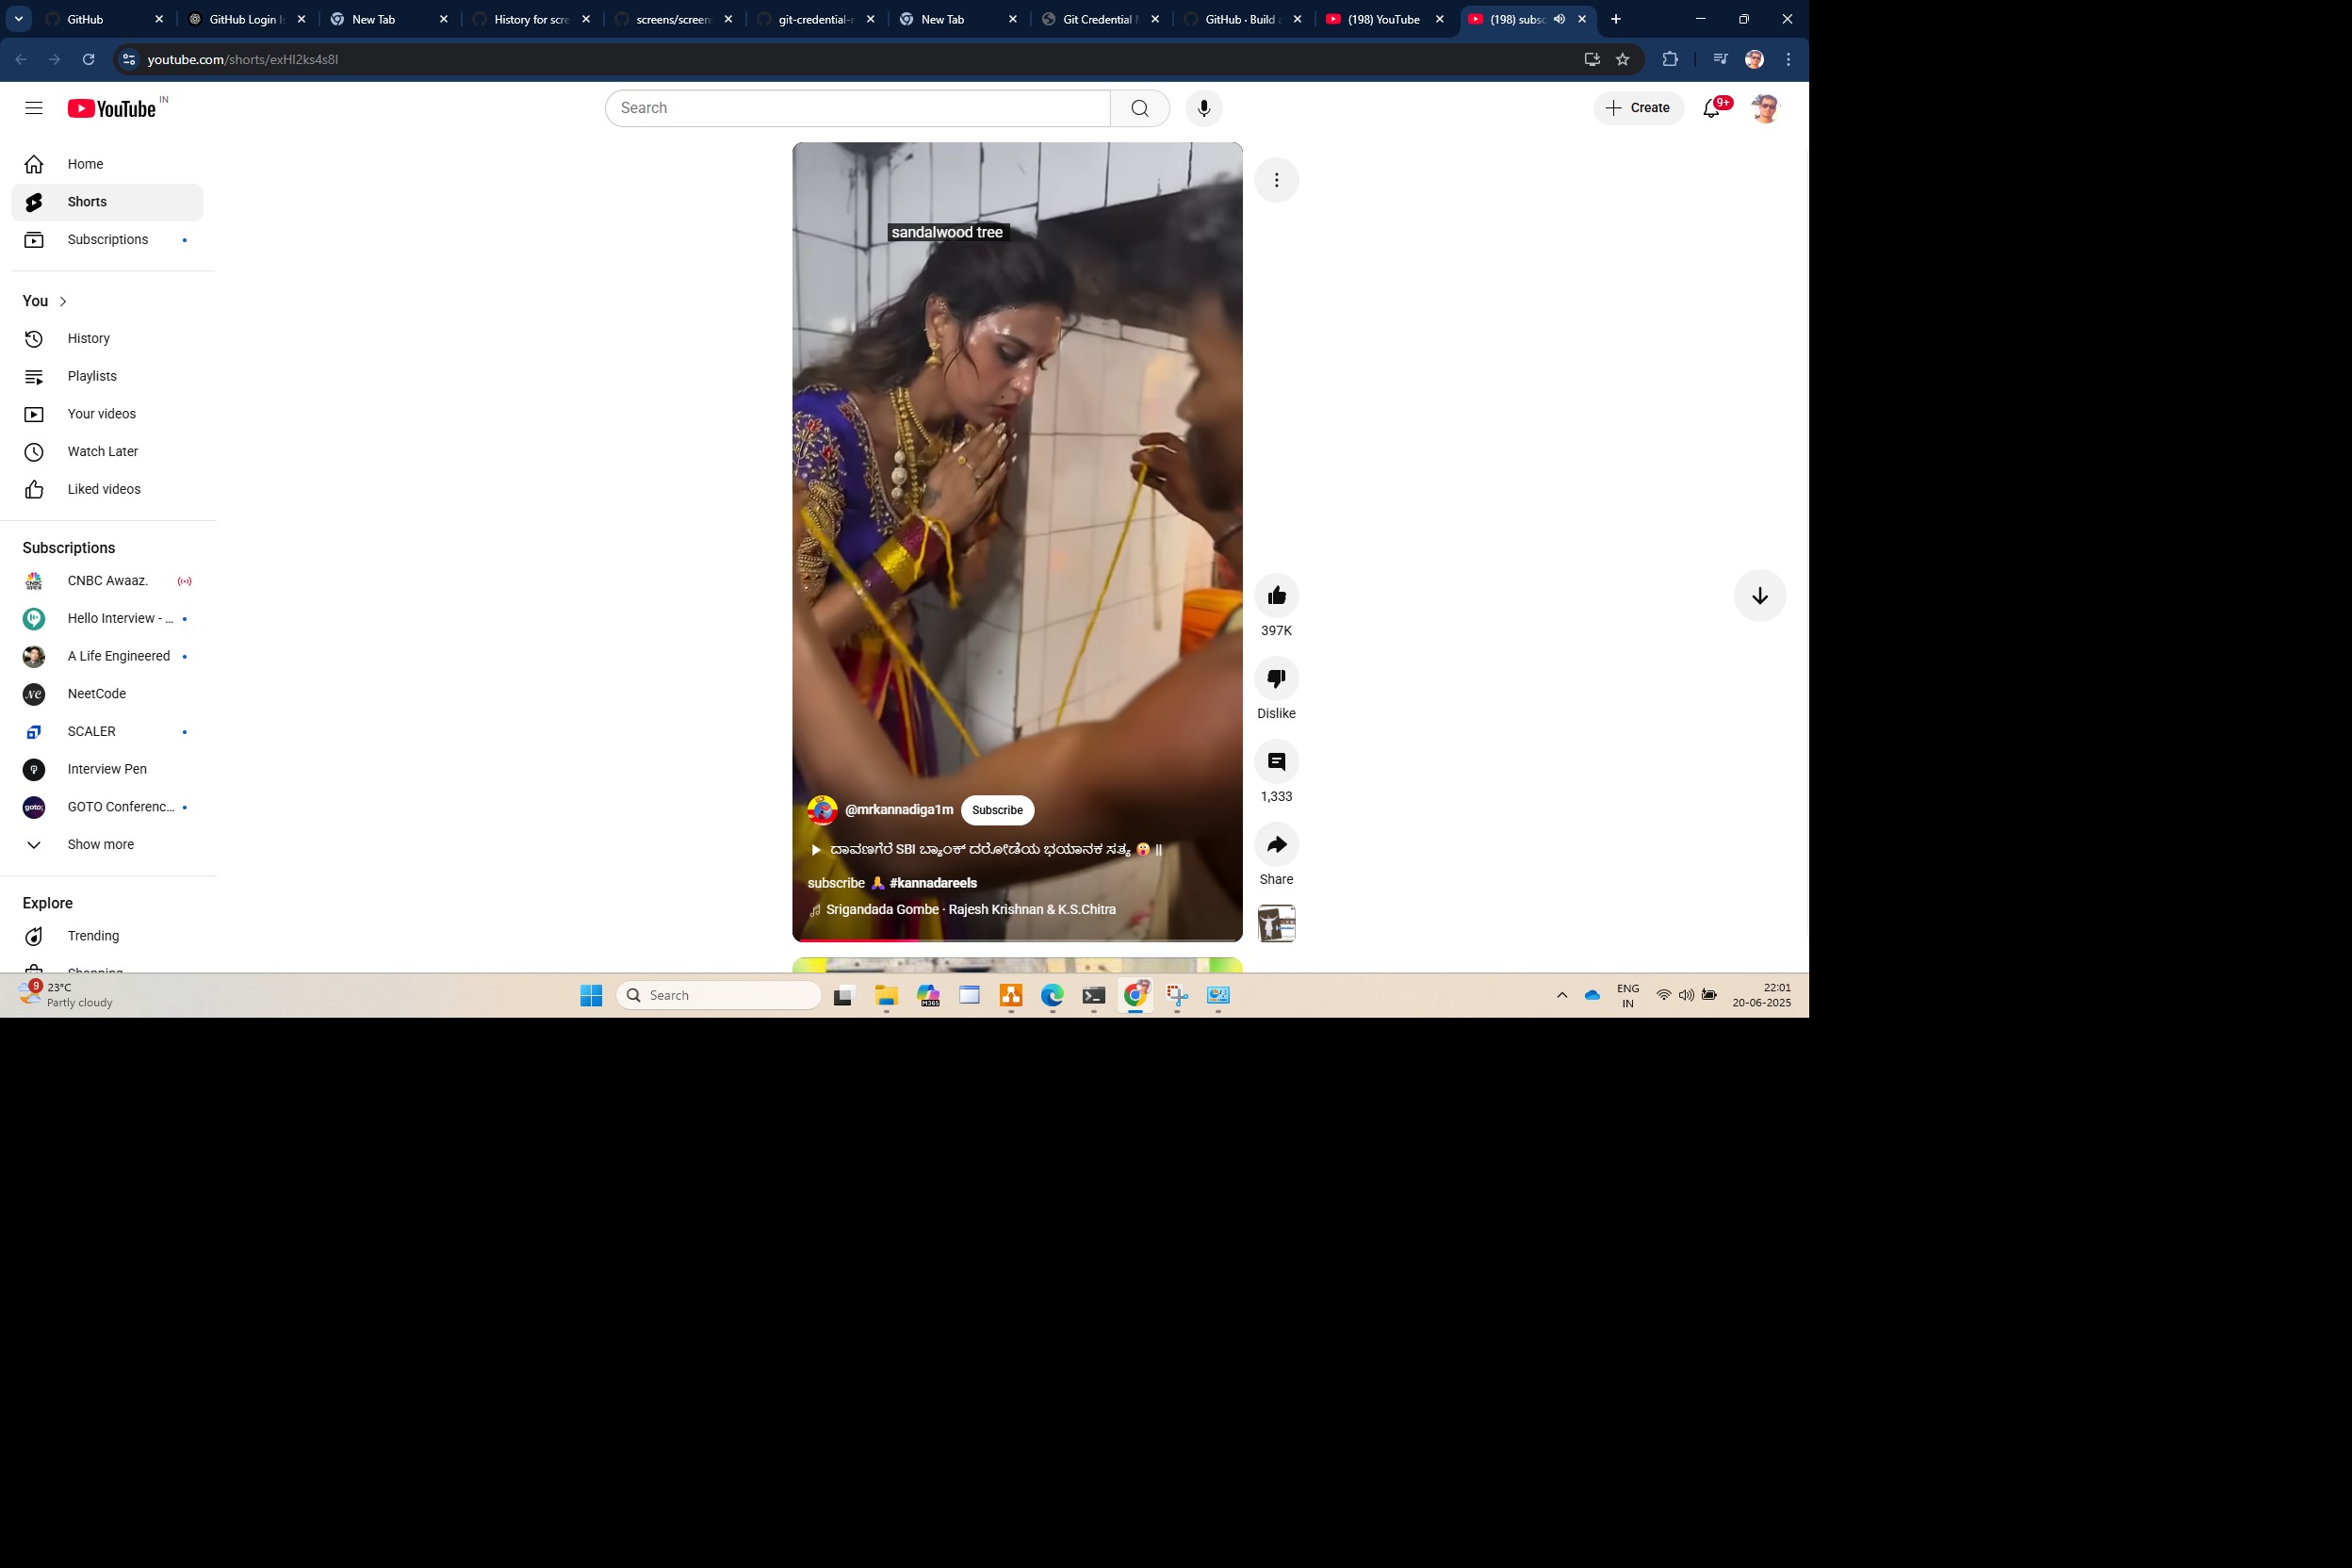 GitHub
GitHub Login
New Tab
History for scre
screens/screen
git-credential-
New Tab
Git Credential
GitHub · Build
(198) YouTube
(198) subsc
youtube.com/shorts/exHl2ks4s8I
YouTube IN
Search
Create
9+
Home
Shorts
Subscriptions
You
History
Playlists
Your videos
Watch Later
Liked videos
Subscriptions
CNBC Awaaz.
Hello Interview - ...
A Life Engineered
NeetCode
SCALER
Interview Pen
GOTO Conferenc...
Show more
Explore
Trending
Shopping
sandalwood tree
@mrkannadiga1m Subscribe
ದಾವಣಗೆರೆ SBI ಬ್ಯಾಂಕ್ ದರೋಡೆಯ ಭಯಾನಕ ಸತ್ಯ 😲 ||
subscribe 🙏 #kannadareels
Srigandada Gombe · Rajesh Krishnan & K.S.Chitra
397K
Dislike
1,333
Share
9
23°C
Partly cloudy
Search
M365
ENG
IN
22:01
20-06-2025